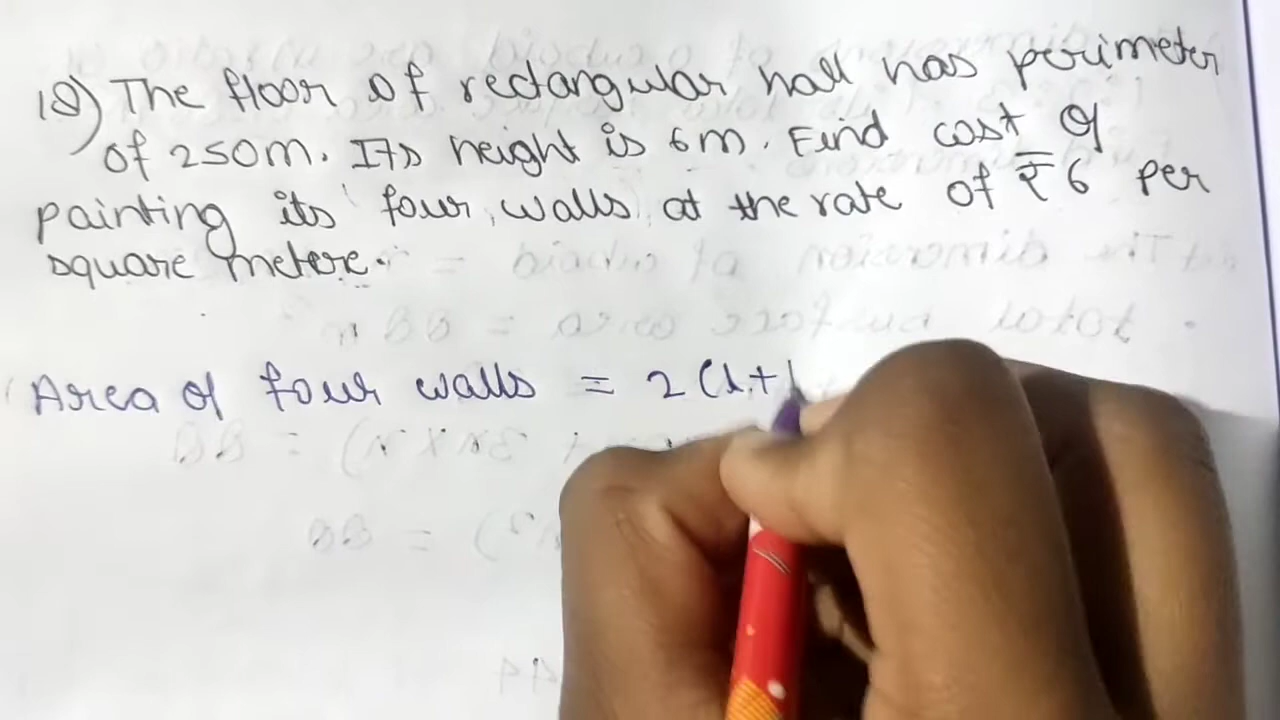 18) The floor of rectangular hall has perimeter
of 250m. Its height is 6m. Find cost of
painting its four walls at the rate of ₹6 per
square metere.
Area of four walls = 2(l+